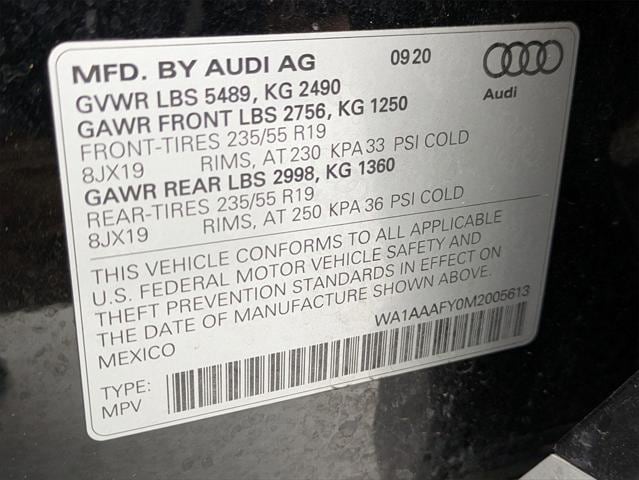 MFD. BY AUDI AG 09 20
Audi
GVWR LBS 5489, KG 2490
GAWR FRONT LBS 2756, KG 1250
FRONT-TIRES 235/55 R19
8JX19 RIMS, AT 230 KPA 33 PSI COLD
GAWR REAR LBS 2998, KG 1360
REAR-TIRES 235/55 R19
8JX19 RIMS, AT 250 KPA 36 PSI COLD
THIS VEHICLE CONFORMS TO ALL APPLICABLE
U.S. FEDERAL MOTOR VEHICLE SAFETY AND
THEFT PREVENTION STANDARDS IN EFFECT ON
THE DATE OF MANUFACTURE SHOWN ABOVE.
MEXICO WA1AAAFY0M2005613
TYPE:
MPV